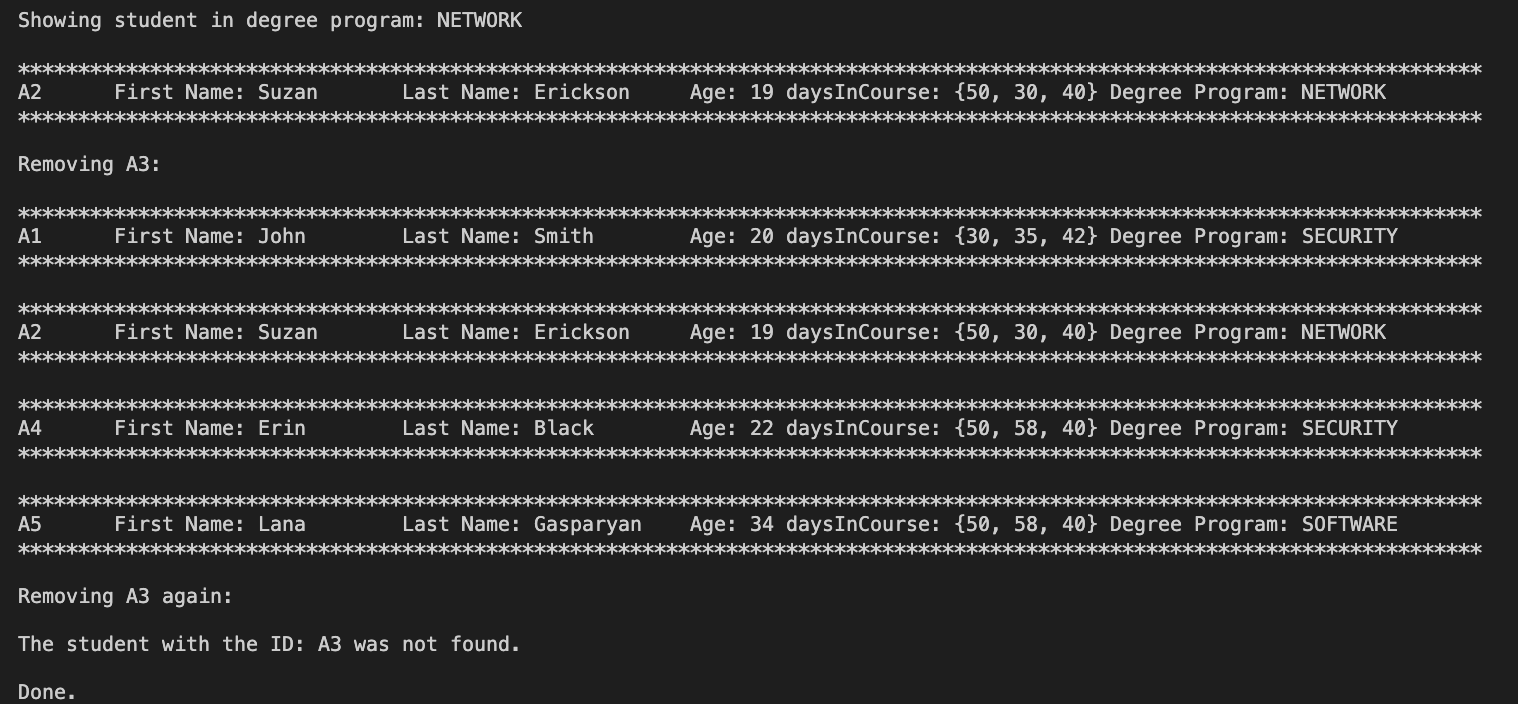 Showing student in degree program: NETWORK
**************************************************************************************************************************
A2      First Name: Suzan       Last Name: Erickson     Age: 19 daysInCourse: {50, 30, 40} Degree Program: NETWORK
**************************************************************************************************************************
Removing A3:
**************************************************************************************************************************
A1      First Name: John        Last Name: Smith        Age: 20 daysInCourse: {30, 35, 42} Degree Program: SECURITY
**************************************************************************************************************************
**************************************************************************************************************************
A2      First Name: Suzan       Last Name: Erickson     Age: 19 daysInCourse: {50, 30, 40} Degree Program: NETWORK
**************************************************************************************************************************
**************************************************************************************************************************
A4      First Name: Erin        Last Name: Black        Age: 22 daysInCourse: {50, 58, 40} Degree Program: SECURITY
**************************************************************************************************************************
**************************************************************************************************************************
A5      First Name: Lana        Last Name: Gasparyan    Age: 34 daysInCourse: {50, 58, 40} Degree Program: SOFTWARE
**************************************************************************************************************************
Removing A3 again:
The student with the ID: A3 was not found.
Done.